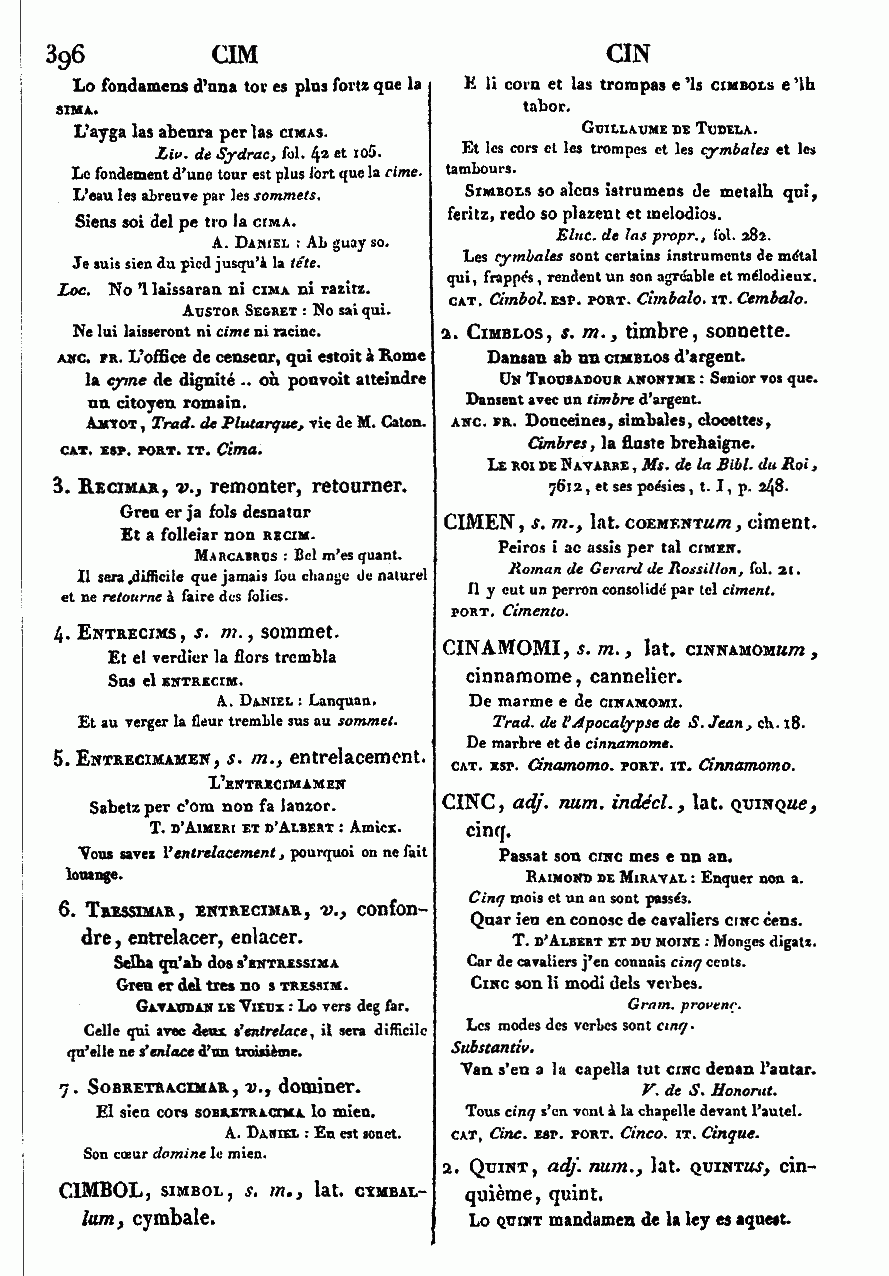 396 CIM CIN
Lo fondamens d'una tor es plus fortz que la
SIMA.
L'ayga las abeura per las CIMAS.
Liv. de Sydrac, fol. 42 et 105.
Le fondement d'une tour est plus fort que la cime.
L'eau les abreuve par les sommets.
Siens soi del pe tro la CIMA.
A. DANIEL : Ab guay so.
Je suis sien du pied jusqu'à la tête.
Loc. No 'l laissaran ni CIMA ni razitz.
AUSTOR SEGRET : No sai qui.
Ne lui laisseront ni cime ni racine.
ANC. FR. L'office de censeur, qui estoit à Rome
la cyme de dignité .. où pouvoit atteindre
un citoyen romain.
AMYOT, Trad. de Plutarque, vie de M. Caton.
CAT. ESP. PORT. IT. Cima.
3. RECIMAR, v., remonter, retourner.
Greu er ja fols desnatur
Et a folleiar non RECIM.
MARCABRUS : Bel m'es quant.
Il sera difficile que jamais fou change de naturel
et ne retourne à faire des folies.
4. ENTRECIMS, s. m., sommet.
Et el verdier la flors trembla
Sus el ENTRECIM.
A. DANIEL : Lanquan.
Et au verger la fleur tremble sus au sommet.
5. ENTRECIMAMEN, s. m., entrelacement.
L'ENTRECIMAMEN
Sabetz per c'om non fa lauzor.
T. D'AIMERI ET D'ALBERT : Amicx.
Vous savez l'entrelacement, pourquoi on ne fait
louange.
6. TRESSIMAR, ENTRECIMAR, v., confon-
dre, entrelacer, enlacer.
Selha qu'ab dos s'ENTRESSIMA
Greu er del tres no s TRESSIM.
GAVAUDAN LE VIEUX : Lo vers deg far.
Celle qui avec deux s'entrelace, il sera difficile
qu'elle ne s'enlace d'un troisième.
7. SOBRETRACIMAR, v., dominer.
El sieu cors SOBRETRACIMA lo mieu.
A. DANIEL : En est sonet.
Son cœur domine le mien.
CIMBOL, SIMBOL, s. m., lat. CYMBAL-
lum, cymbale.
E li corn et las trompas e 'ls CIMBOLS e 'lh
tabor.
GUILLAUME DE TUDELA.
Et les cors et les trompes et les cymbales et les
tambours.
SIMBOLS so alcus istrumens de metalh qui,
feritz, redo so plazent et melodios.
Eluc. de las propr., fol. 282.
Les cymbales sont certains instruments de métal
qui, frappés, rendent un son agréable et mélodieux.
CAT. Cimbol. ESP. PORT. Cimbalo. IT. Cembalo.
2. CIMBLOS, s. m., timbre, sonnette.
Dansan ab un CIMBLOS d'argent.
UN TROUBADOUR ANONYME : Senior vos que.
Dansent avec un timbre d'argent.
ANC. FR. Douceines, simbales, clocettes,
Cimbres, la flaste brehaigne.
LE ROI DE NAVARRE, Ms. de la Bibl. du Roi,
7612, et ses poésies, t. I, p. 248.
CIMEN, s. m., lat. COEMENTum, ciment.
Peiros i ac assis per tal CIMEN.
Roman de Gerard de Rossillon, fol. 21.
Il y eut un perron consolidé par tel ciment.
PORT. Cimento.
CINAMOMI, s. m., lat. CINNAMOMum,
cinnamome, cannelier.
De marme e de CINAMOMI.
Trad. de l'Apocalypse de S. Jean, ch. 18.
De marbre et de cinnamome.
CAT. ESP. Cinamomo. PORT. IT. Cinnamomo.
CINC, adj. num. indécl., lat. QUINQue,
cinq.
Passat son CINC mes e un an.
RAIMOND DE MIRAVAL : Enquer non a.
Cinq mois et un an sont passés.
Quar ieu en conosc de cavaliers CINC cens.
T. D'ALBERT ET DU MOINE : Monges digatz.
Car de cavaliers j'en connais cinq cents.
CINC son li modi dels verbes.
Gram. provenç.
Les modes des verbes sont cinq.
Substantiv.
Van s'en a la capella tut CINC denan l'autar.
V. de S. Honorat.
Tous cinq s'en vont à la chapelle devant l'autel.
CAT, Cinc. ESP. PORT. Cinco. IT. Cinque.
2. QUINT, adj. num., lat. QUINTus, cin-
quième, quint.
Lo QUINT mandamen de la ley es aquest.